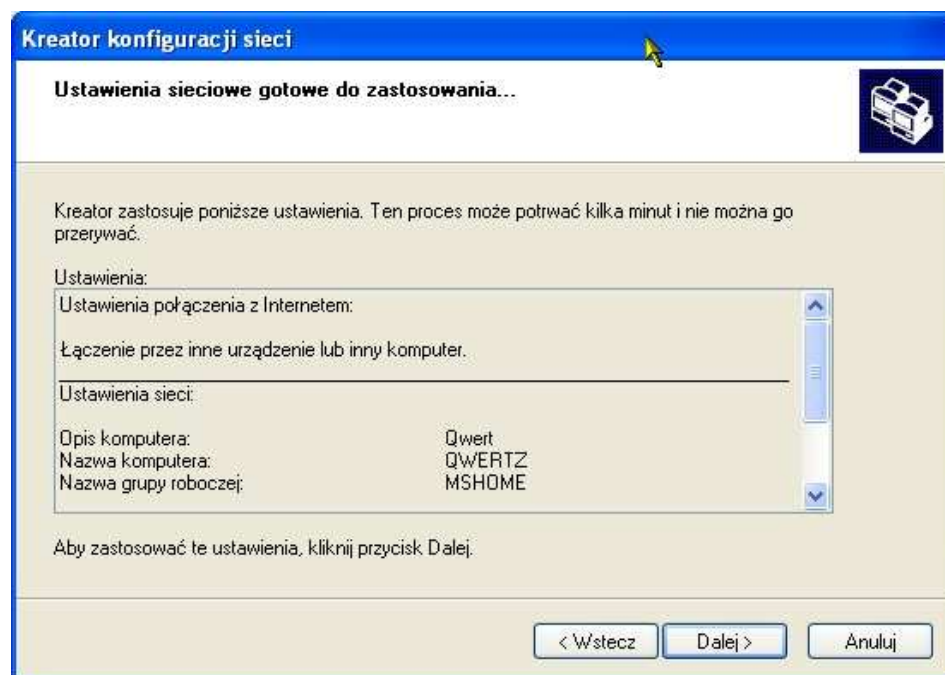 Kreator konfiguracji sieci
Ustawienia sieciowe gotowe do zastosowania...
Kreator zastosuje poniższe ustawienia. Ten proces może potrwać kilka minut i nie można go
przerywać.
Ustawienia:
Ustawienia połączenia z Internetem:
Łączenie przez inne urządzenie lub inny komputer.
Ustawienia sieci:
Opis komputera: Qwert
Nazwa komputera: QWERTZ
Nazwa grupy roboczej: MSHOME
Aby zastosować te ustawienia, kliknij przycisk Dalej.
< Wstecz Dalej > Anuluj